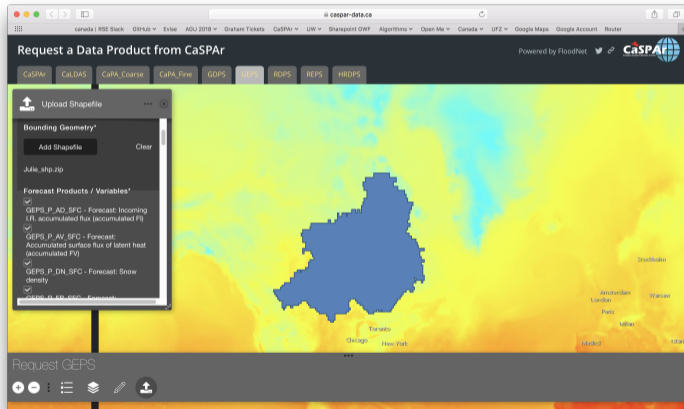 caspar-data.ca
canada | RSE Slack GitHub Evise AGU 2018 Graham Tickets CaSPAr UW Sharepoint GWF Algorithms Open Me Canada UFZ Google Maps Google Account Router
Request a Data Product from CaSPAr
Powered by FloodNet
CaSPAr
CaSPAr CaLDAS CaPA_Coarse CaPA_Fine GDPS GEPS RDPS REPS HRDPS
Upload Shapefile
Bounding Geometry*
Add Shapefile Clear
Julie_shp.zip
Forecast Products / Variables*
GEPS_P_AD_SFC - Forecast: Incoming
I.R. accumulated flux (accumulated FI)
GEPS_P_AV_SFC - Forecast:
Accumulated surface flux of latent heat
(accumulated FV)
GEPS_P_DN_SFC - Forecast: Snow
density
Stockholm
Amsterdam
London
Warsaw
Paris
Milan
Madrid
Toronto
Chicago
New York
Request GEPS